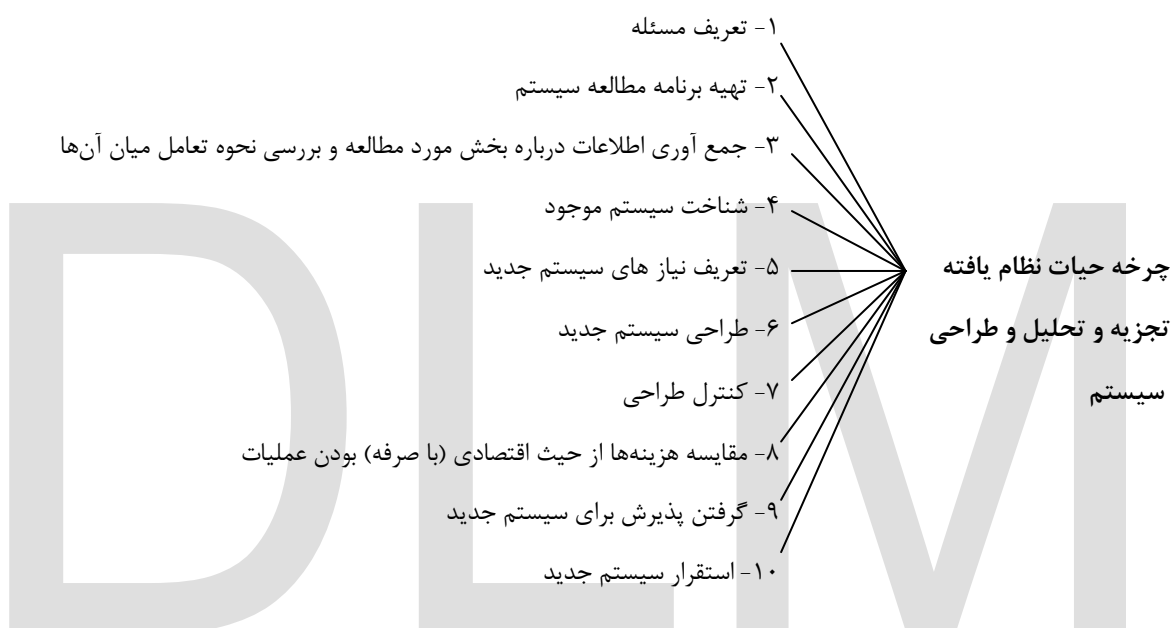 ۱- تعریف مسئله
۲- تهیه برنامه مطالعه سیستم
۳- جمع آوری اطلاعات درباره بخش مورد مطالعه و بررسی نحوه تعامل میان آن‌ها
۴- شناخت سیستم موجود
۵- تعریف نیاز های سیستم جدید
۶- طراحی سیستم جدید
۷- کنترل طراحی
۸- مقایسه هزینه‌ها از حیث اقتصادی (با صرفه) بودن عملیات
۹- گرفتن پذیرش برای سیستم جدید
۱۰- استقرار سیستم جدید
چرخه حیات نظام یافته
تجزیه و تحلیل و طراحی
سیستم
DLM